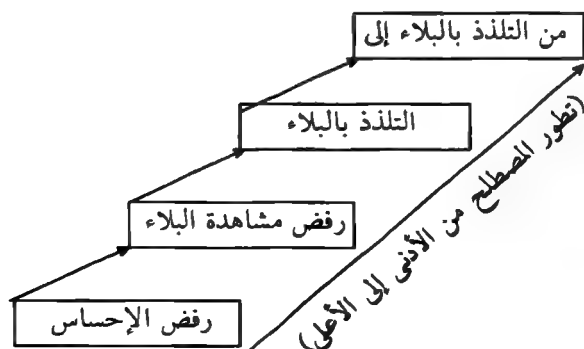 من التلذذ بالبلاء إلى
التلذذ بالبلاء
رفض مشاهدة البلاء
رفض الإحساس
(تطور المصطلح من الأدنى إلى الأعلى)